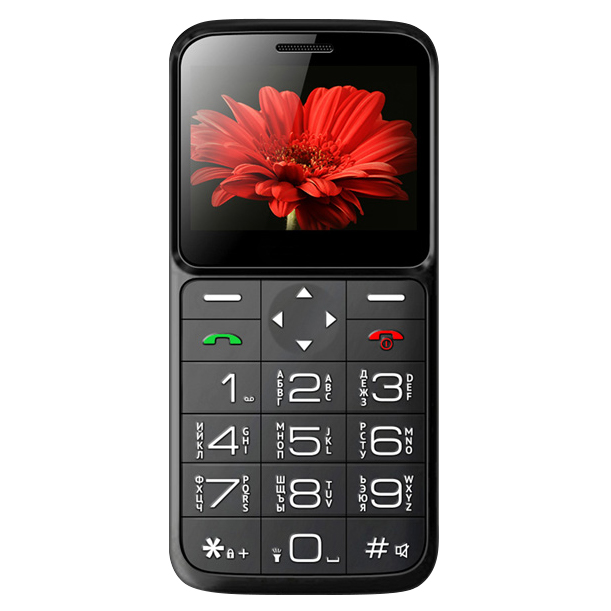 1
АБВГ 2 ABC
ДЕЖЗ 3 DEF
ИЙКЛ 4 GHI
МНОП 5 JKL
РСТУ 6 MNO
ФХЦЧ 7 PQRS
ШЩЪЫ 8 TUV
ЬЭЮЯ 9 WXYZ
* +
0
#